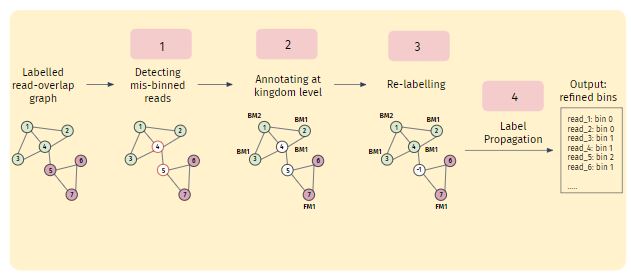 1
2
3
4
Labelled
read-overlap
graph
Detecting
mis-binned
reads
Annotating at
kingdom level
Re-labelling
Label
Propagation
Output:
refined bins
1
2
3
4
5
6
7
1
2
3
4
5
6
7
BM2
BM1
1
2
BM1
3
4
BM1
5
6
7
FM1
BM2
BM1
1
2
BM1
3
4
BM1
-1
6
7
FM1
read_1: bin 0
read_2: bin 0
read_3: bin 1
read_4: bin 1
read_5: bin 2
read_6: bin 1
.....